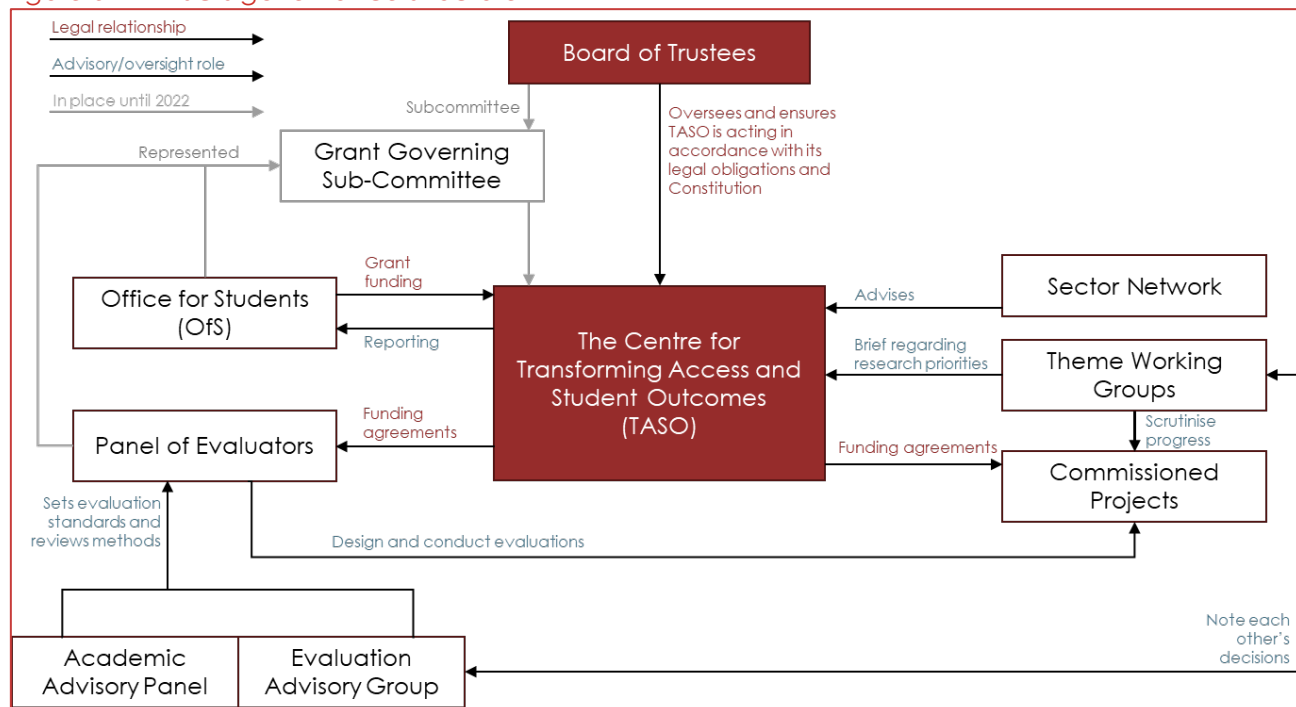 Legal relationship
Advisory/oversight role
In place until 2022
Board of Trustees
Subcommittee
Oversees and ensures
TASO is acting in
accordance with its
legal obligations and
Constitution
Represented
Grant Governing
Sub-Committee
Grant
funding
Office for Students
(OfS)
Reporting
The Centre for
Transforming Access and
Student Outcomes
(TASO)
Advises
Sector Network
Brief regarding
research priorities
Theme Working
Groups
Scrutinise
progress
Funding
agreements
Panel of Evaluators
Funding agreements
Commissioned
Projects
Sets evaluation
standards and
reviews methods
Design and conduct evaluations
Note each
other's
decisions
Academic
Advisory Panel
Evaluation
Advisory Group